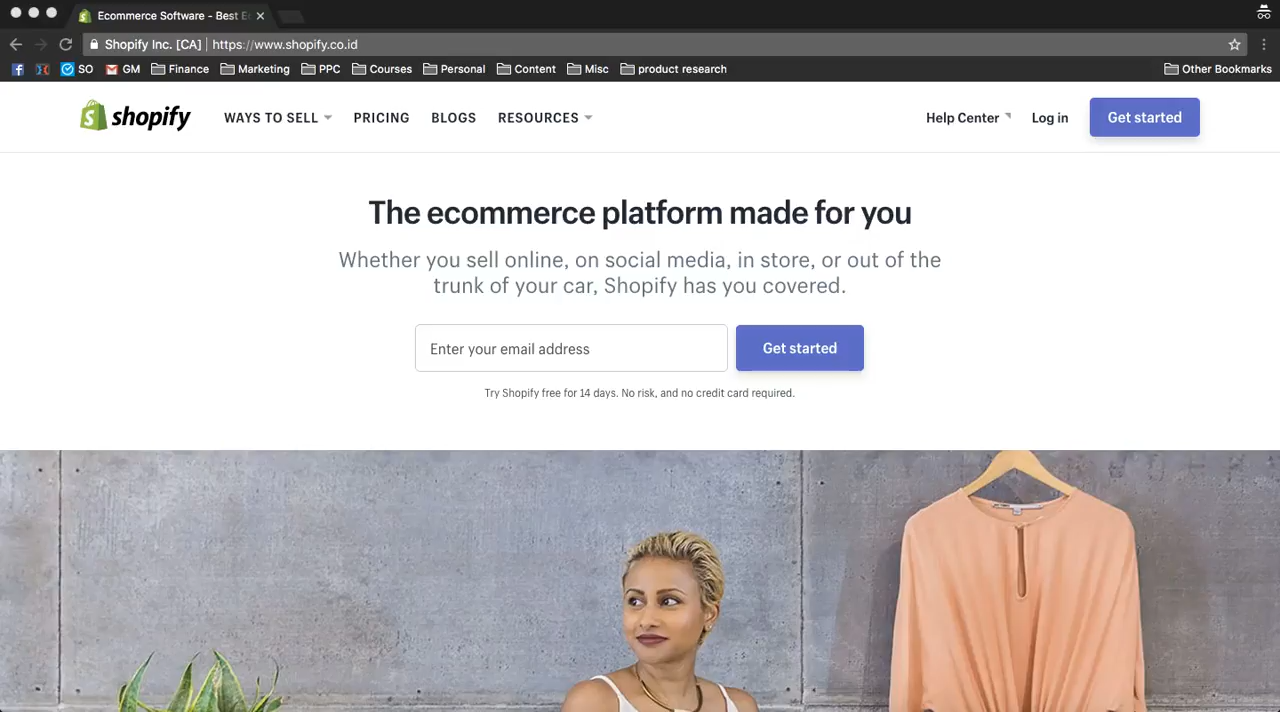 Ecommerce Software - Best E
Shopify Inc. [CA] | https://www.shopify.co.id
SO GM Finance Marketing PPC Courses Personal Content Misc product research Other Bookmarks
shopify WAYS TO SELL PRICING BLOGS RESOURCES Help Center Log in Get started
The ecommerce platform made for you
Whether you sell online, on social media, in store, or out of the
trunk of your car, Shopify has you covered.
Enter your email address Get started
Try Shopify free for 14 days. No risk, and no credit card required.